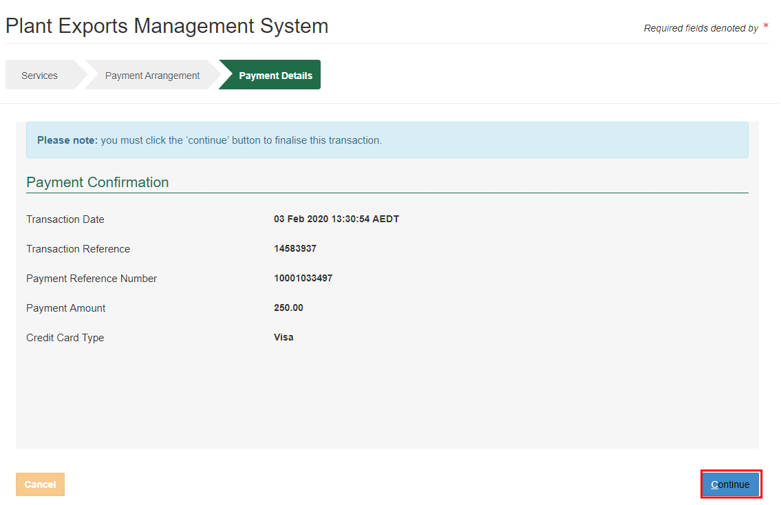 Plant Exports Management System
Required fields denoted by *
Services
Payment Arrangement
Payment Details
Please note: you must click the 'continue' button to finalise this transaction.
Payment Confirmation
Transaction Date 03 Feb 2020 13:30:54 AEDT
Transaction Reference 14583937
Payment Reference Number 10001033497
Payment Amount 250.00
Credit Card Type Visa
Cancel
Continue